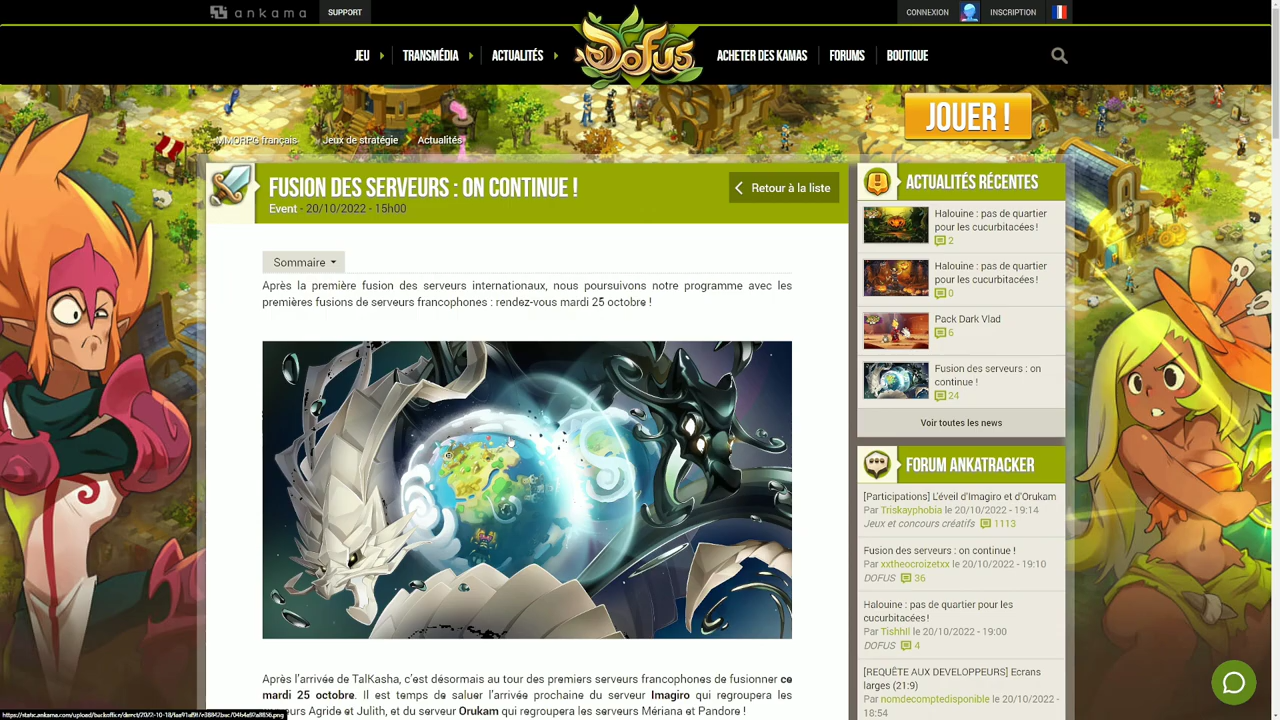 ankama
SUPPORT
CONNEXION
INSCRIPTION
JEU
TRANSMÉDIA
ACTUALITÉS
DOFUS
ACHETER DES KAMAS
FORUMS
BOUTIQUE
JOUER !
MMORPG français
Jeux de stratégie
Actualités
FUSION DES SERVEURS : ON CONTINUE !
Event - 20/10/2022 - 15h00
Retour à la liste
Sommaire
Après la première fusion des serveurs internationaux, nous poursuivons notre programme avec les
premières fusions de serveurs francophones : rendez-vous mardi 25 octobre !
Après l'arrivée de TalKasha, c'est désormais au tour des premiers serveurs francophones de fusionner ce
mardi 25 octobre. Il est temps de saluer l'arrivée prochaine du serveur Imagiro qui regroupera les
serveurs Agride et Julith, et du serveur Orukam qui regroupera les serveurs Mériana et Pandore !
ACTUALITÉS RÉCENTES
Halouine : pas de quartier
pour les cucurbitacées !
2
Halouine : pas de quartier
pour les cucurbitacées !
0
Pack Dark Vlad
6
Fusion des serveurs : on
continue !
24
Voir toutes les news
FORUM ANKATRACKER
[Participations] L'éveil d'Imagiro et d'Orukam
Par Triskayphobia le 20/10/2022 - 19:14
Jeux et concours créatifs 1113
Fusion des serveurs : on continue !
Par xxtheocroizetxx le 20/10/2022 - 19:10
DOFUS 36
Halouine : pas de quartier pour les
cucurbitacées !
Par TishhIl le 20/10/2022 - 19:00
DOFUS 4
[REQUÊTE AUX DEVELOPPEURS] Ecrans
larges (21:9)
Par nomdecomptedisponible le 20/10/2022 -
18:54